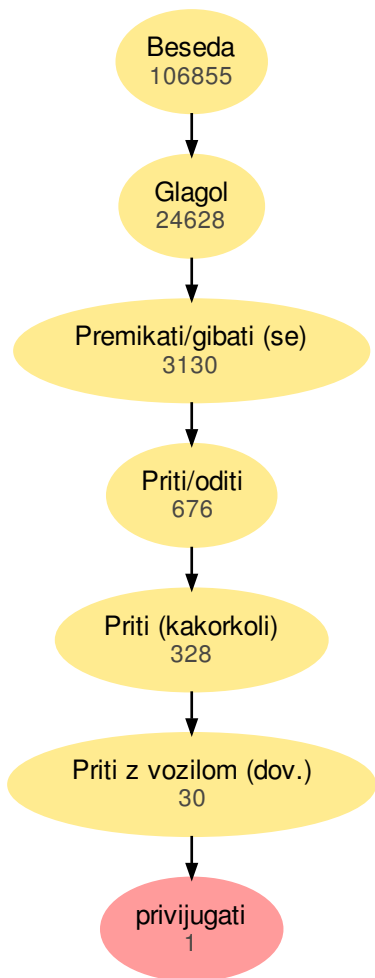 Beseda
106855
Glagol
24628
Premikati/gibati (se)
3130
Priti/oditi
676
Priti (kakorkoli)
328
Priti z vozilom (dov.)
30
privijugati
1